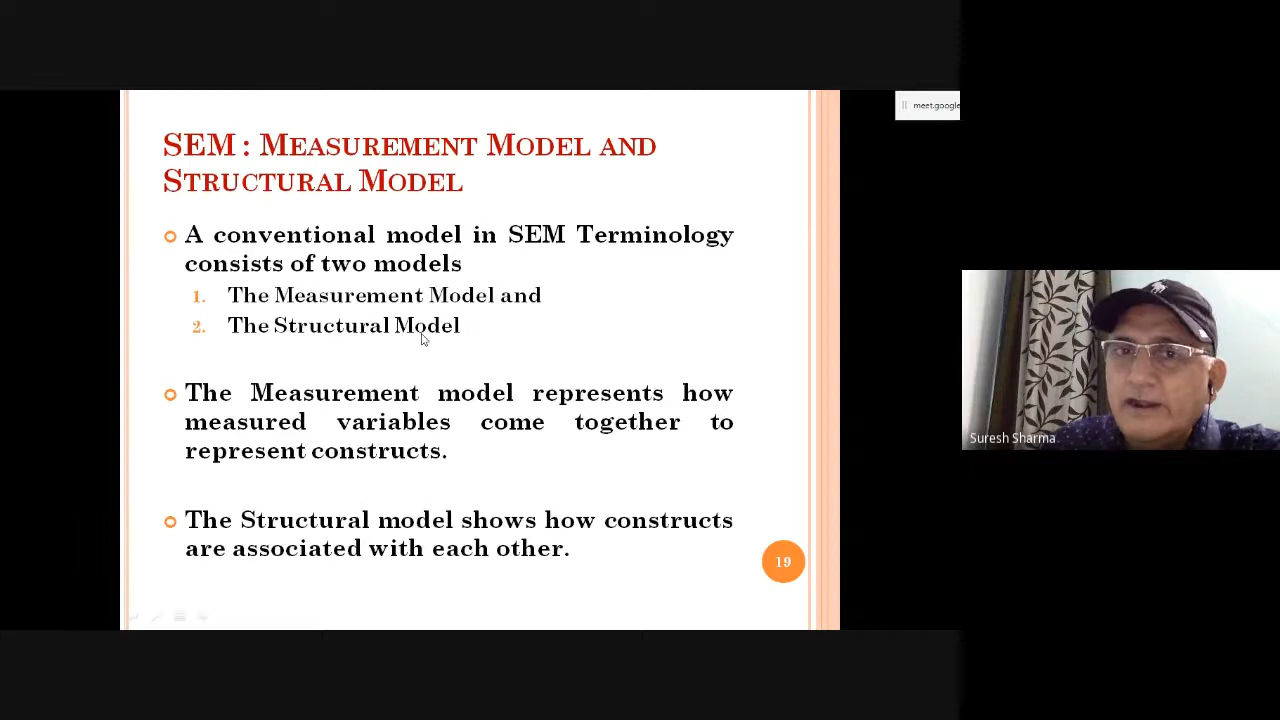 meet.google
SEM : MEASUREMENT MODEL AND
STRUCTURAL MODEL
A conventional model in SEM Terminology
consists of two models
1. The Measurement Model and
2. The Structural Model
The Measurement model represents how
measured variables come together to
represent constructs.
The Structural model shows how constructs
are associated with each other.
19
Suresh Sharma